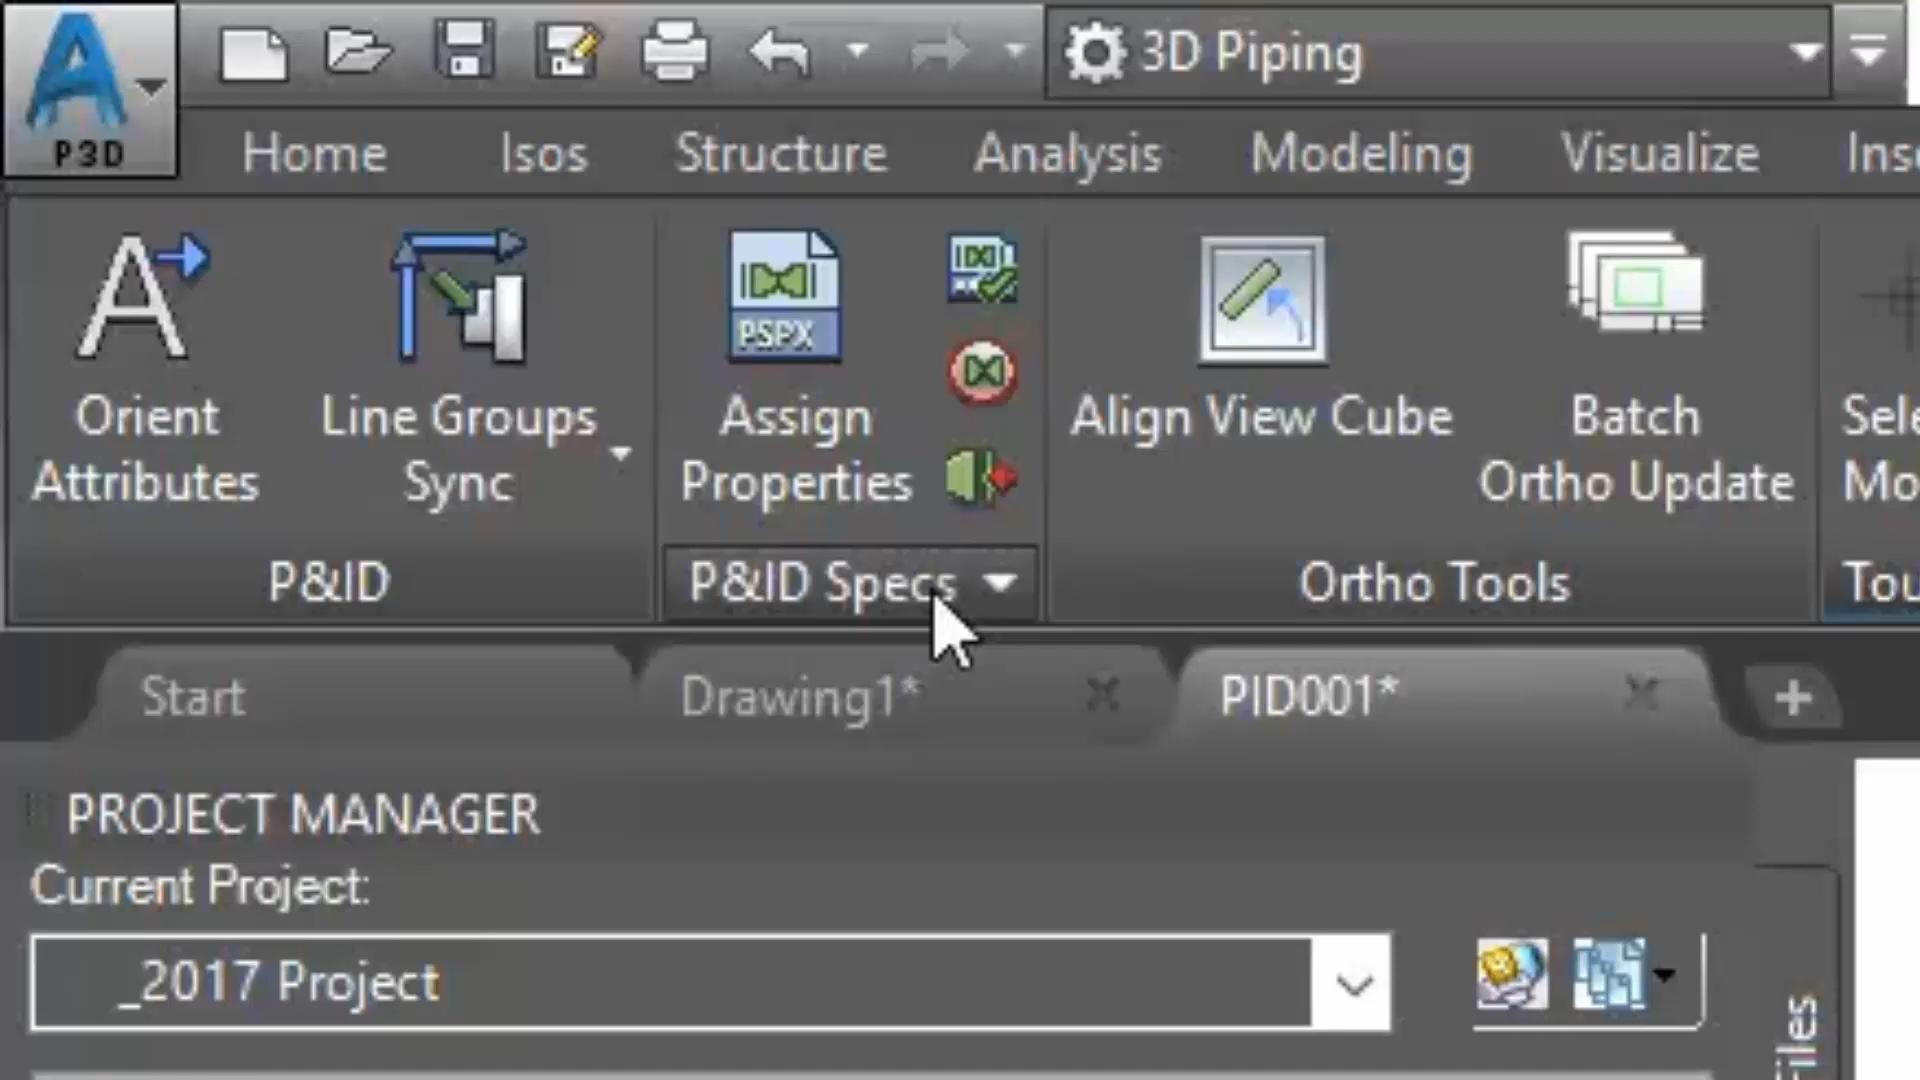 3D Piping
P3D
Home Isos Structure Analysis Modeling Visualize
PSPX
Orient Attributes
Line Groups Sync
Assign Properties
Align View Cube
Batch Ortho Update
P&ID
P&ID Specs
Ortho Tools
Start
Drawing1*
PID001*
PROJECT MANAGER
Current Project:
_2017 Project